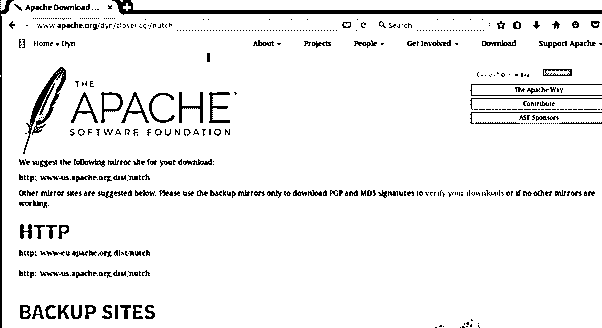 Apache Download ...
www.apache.org/dyn/closer.cgi/nutch
Search
Home » Dyn
About
Projects
People
Get Involved
Download
Support Apache
THE
APACHE
SOFTWARE FOUNDATION
The Apache Way
Contribute
ASF Sponsors
We suggest the following mirror site for your download:
http://www-us.apache.org/dist/nutch
Other mirror sites are suggested below. Please use the backup mirrors only to download PGP and MD5 signatures to verify your downloads or if no other mirrors are
working.
HTTP
http://www-eu.apache.org/dist/nutch
http://www-us.apache.org/dist/nutch
BACKUP SITES